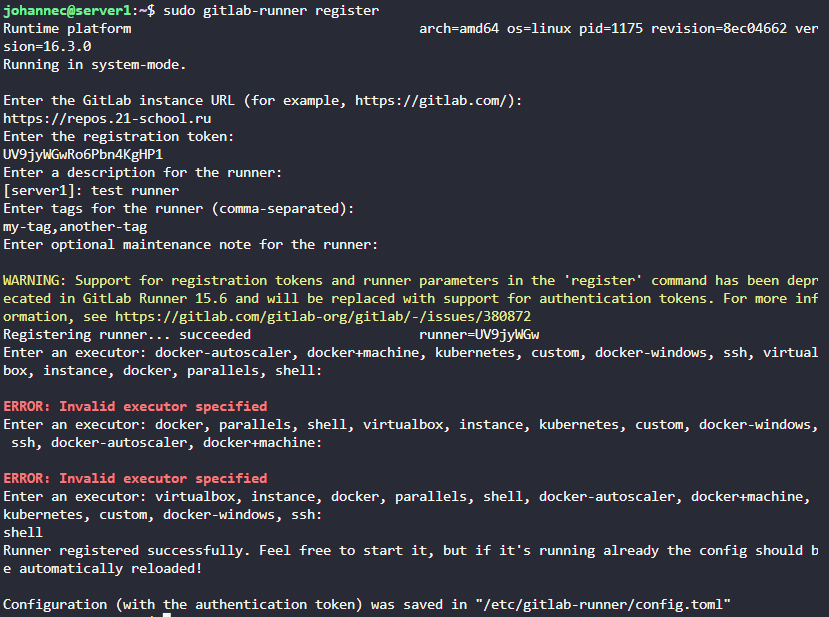 johannec@server1:~$ sudo gitlab-runner register
Runtime platform                                    arch=amd64 os=linux pid=1175 revision=8ec04662 ver
sion=16.3.0
Running in system-mode.

Enter the GitLab instance URL (for example, https://gitlab.com/):
https://repos.21-school.ru
Enter the registration token:
UV9jyWGwRo6Pbn4KgHP1
Enter a description for the runner:
[server1]: test runner
Enter tags for the runner (comma-separated):
my-tag,another-tag
Enter optional maintenance note for the runner:

WARNING: Support for registration tokens and runner parameters in the 'register' command has been depr
ecated in GitLab Runner 15.6 and will be replaced with support for authentication tokens. For more inf
ormation, see https://gitlab.com/gitlab-org/gitlab/-/issues/380872
Registering runner... succeeded                     runner=UV9jyWGw
Enter an executor: docker-autoscaler, docker+machine, kubernetes, custom, docker-windows, ssh, virtual
box, instance, docker, parallels, shell:

ERROR: Invalid executor specified
Enter an executor: docker, parallels, shell, virtualbox, instance, kubernetes, custom, docker-windows,
 ssh, docker-autoscaler, docker+machine:

ERROR: Invalid executor specified
Enter an executor: virtualbox, instance, docker, parallels, shell, docker-autoscaler, docker+machine,
kubernetes, custom, docker-windows, ssh:
shell
Runner registered successfully. Feel free to start it, but if it's running already the config should b
e automatically reloaded!

Configuration (with the authentication token) was saved in "/etc/gitlab-runner/config.toml"